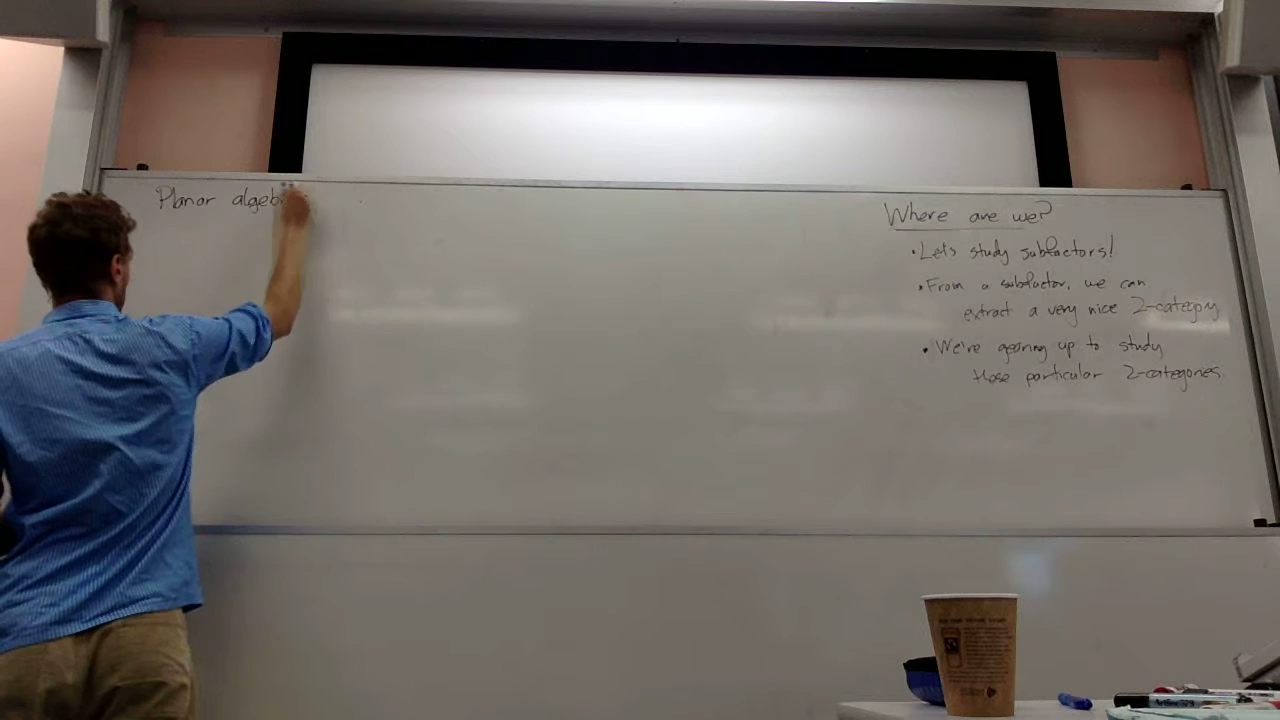 Planar algeb
Where are we?
• Lets study subfactors!
• From a subfactor, we can
extract a very nice 2-category
• We're gearing up to study
those particular 2-categories.